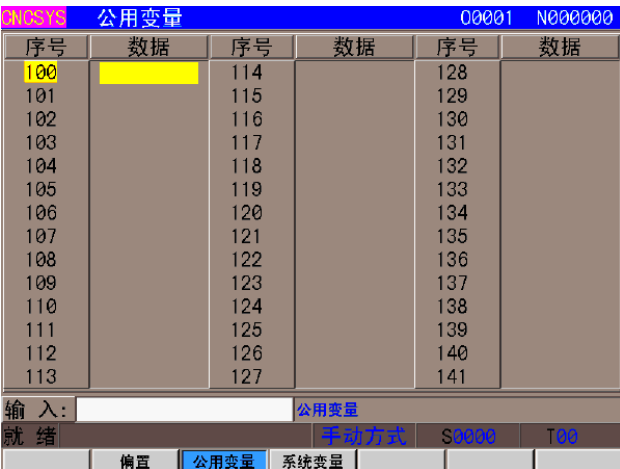 CNCSYS 公用变量 O0001 N000000
序号 数据 序号 数据 序号 数据
100 114 128
101 115 129
102 116 130
103 117 131
104 118 132
105 119 133
106 120 134
107 121 135
108 122 136
109 123 137
110 124 138
111 125 139
112 126 140
113 127 141
输 入: 公用变量
就 绪 手动方式 S0000 T00
偏置 公用变量 系统变量